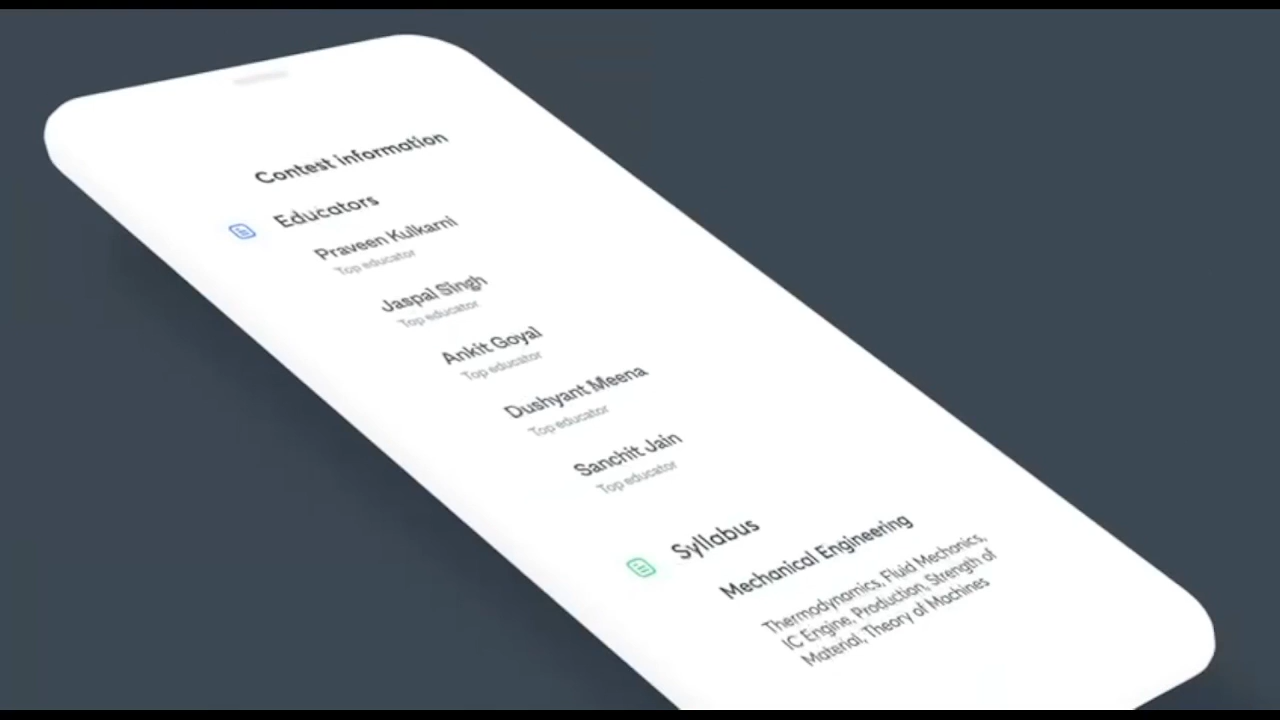 Contest information
Educators
Praveen Kulkarni
Top educator
Jaspal Singh
Top educator
Ankit Goyal
Top educator
Dushyant Meena
Top educator
Sanchit Jain
Top educator
Syllabus
Mechanical Engineering
Thermodynamics, Fluid Mechanics,
IC Engine, Production, Strength of
Material, Theory of Machines